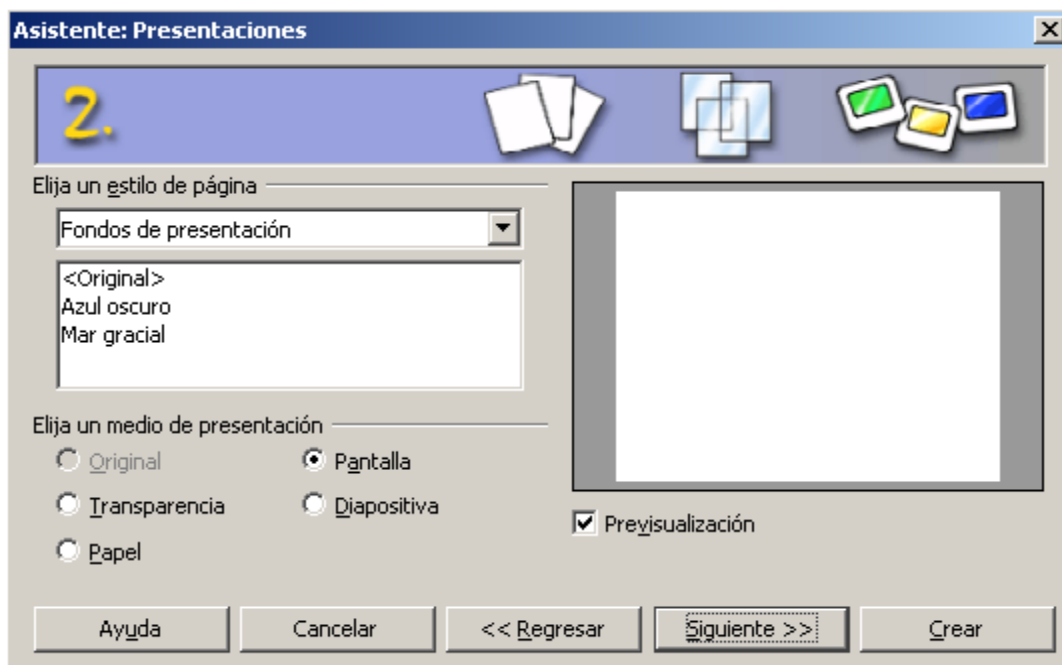 Asistente: Presentaciones
2.
Elija un estilo de página
Fondos de presentación
<Original>
Azul oscuro
Mar gracial
Elija un medio de presentación
Original
Pantalla
Transparencia
Diapositiva
Papel
Previsualización
Ayuda
Cancelar
<< Regresar
Siguiente >>
Crear